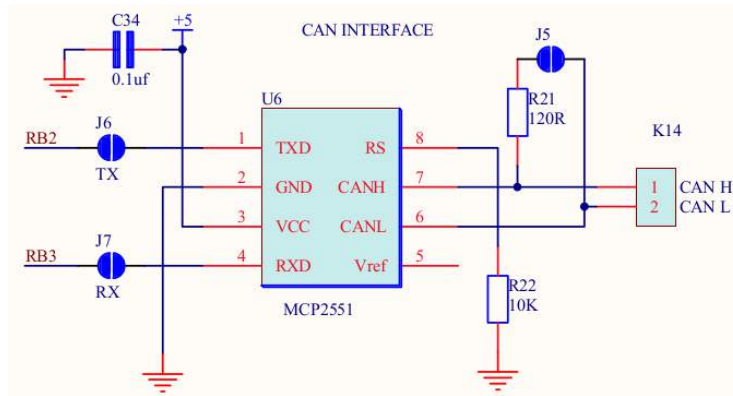 C34
+5
CAN INTERFACE
J5
0.1uf
U6
R21
120R
K14
RB2
J6
TX
1
TXD
RS
8
2
GND
CANH
7
1
CAN H
2
CAN L
3
VCC
CANL
6
RB3
J7
RX
4
RXD
Vref
5
R22
10K
MCP2551